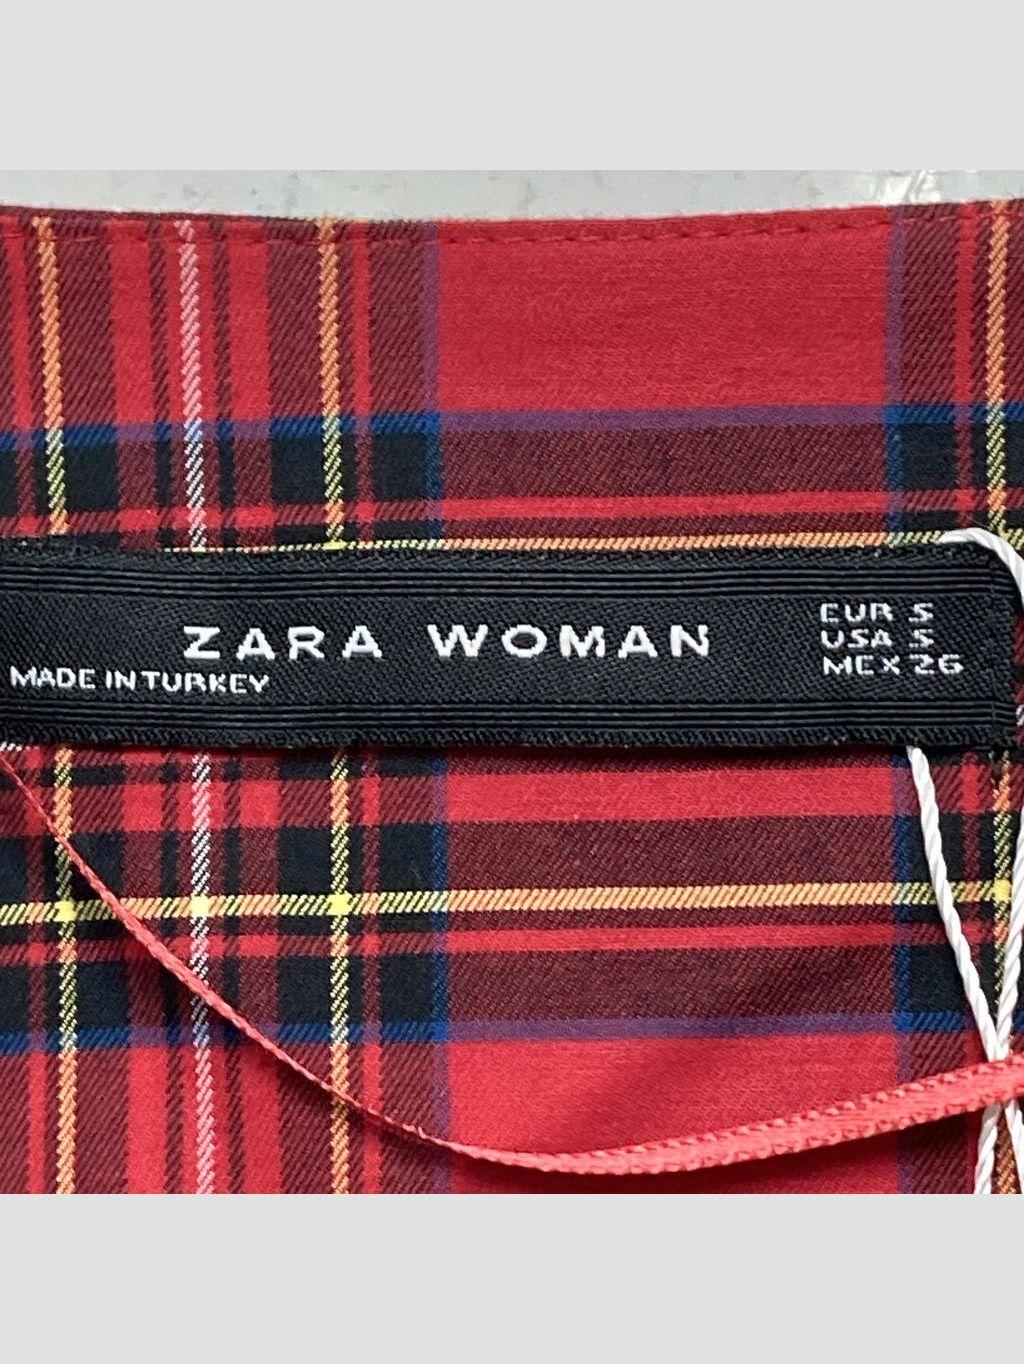 ZARA WOMAN
MADE IN TURKEY
EUR S
USA S
MEX 26